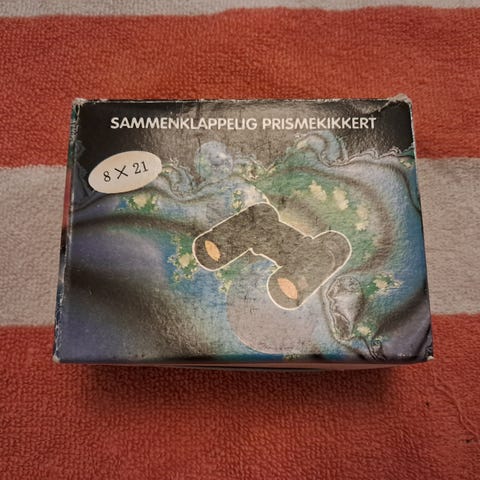 SAMMENKLAPPELIG PRISMEKIKKERT
8 X 21